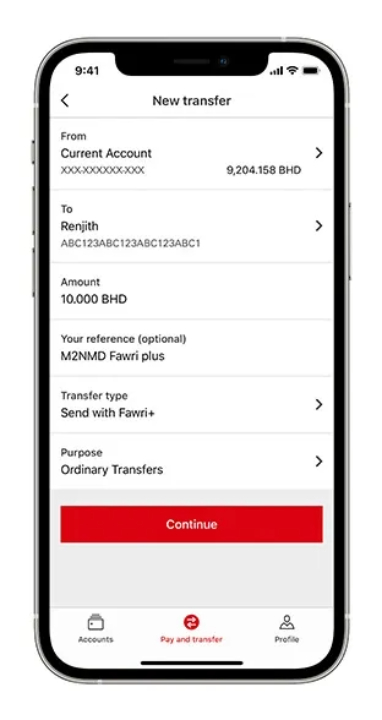 9:41
New transfer
From
Current Account
XXX-XXXXXX-XXX 9,204.158 BHD
To
Renjith
ABC123ABC123ABC123ABC1
Amount
10.000 BHD
Your reference (optional)
M2NMD Fawri plus
Transfer type
Send with Fawri+
Purpose
Ordinary Transfers
Continue
Accounts Pay and transfer Profile